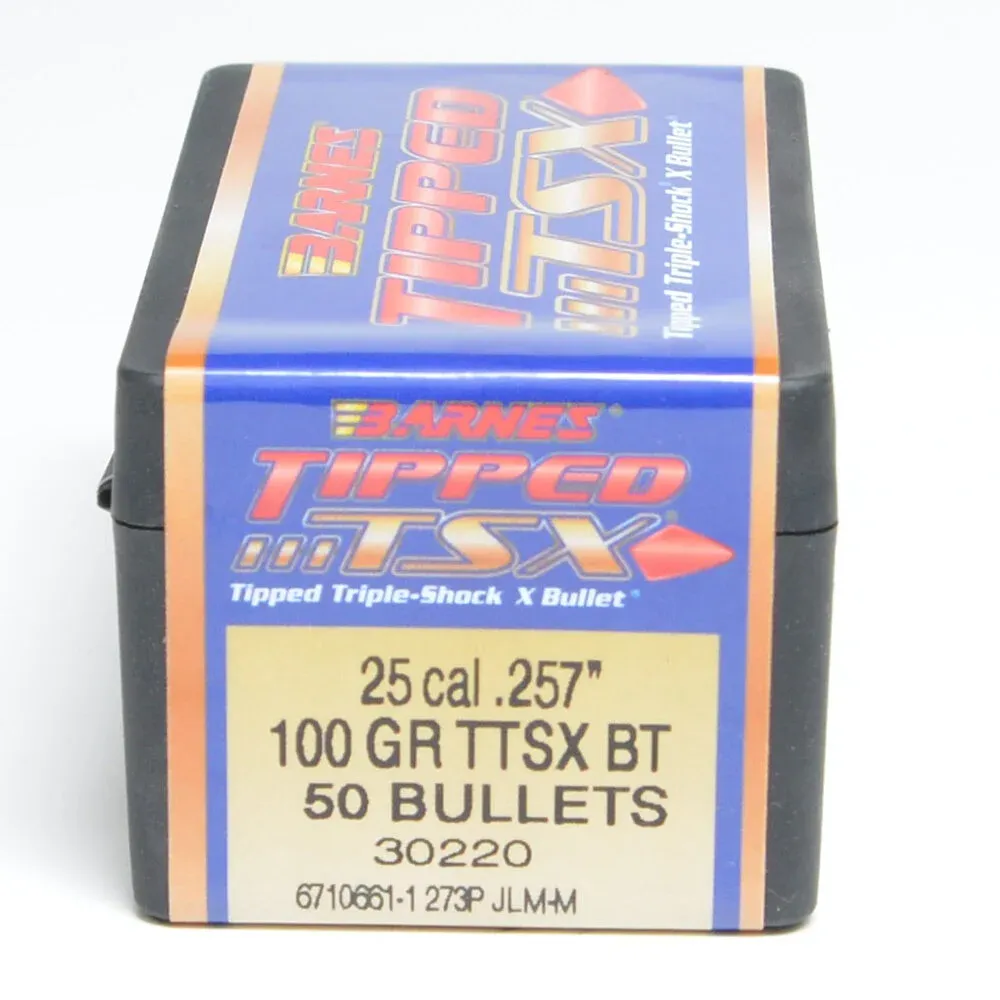 BARNES
TIPPED
TSX
Tipped Triple-Shock X Bullet
BARNES
TIPPED
TSX
Tipped Triple-Shock X Bullet
25 cal .257"
100 GR TTSX BT
50 BULLETS
30220
6710661-1 273P JLM-M